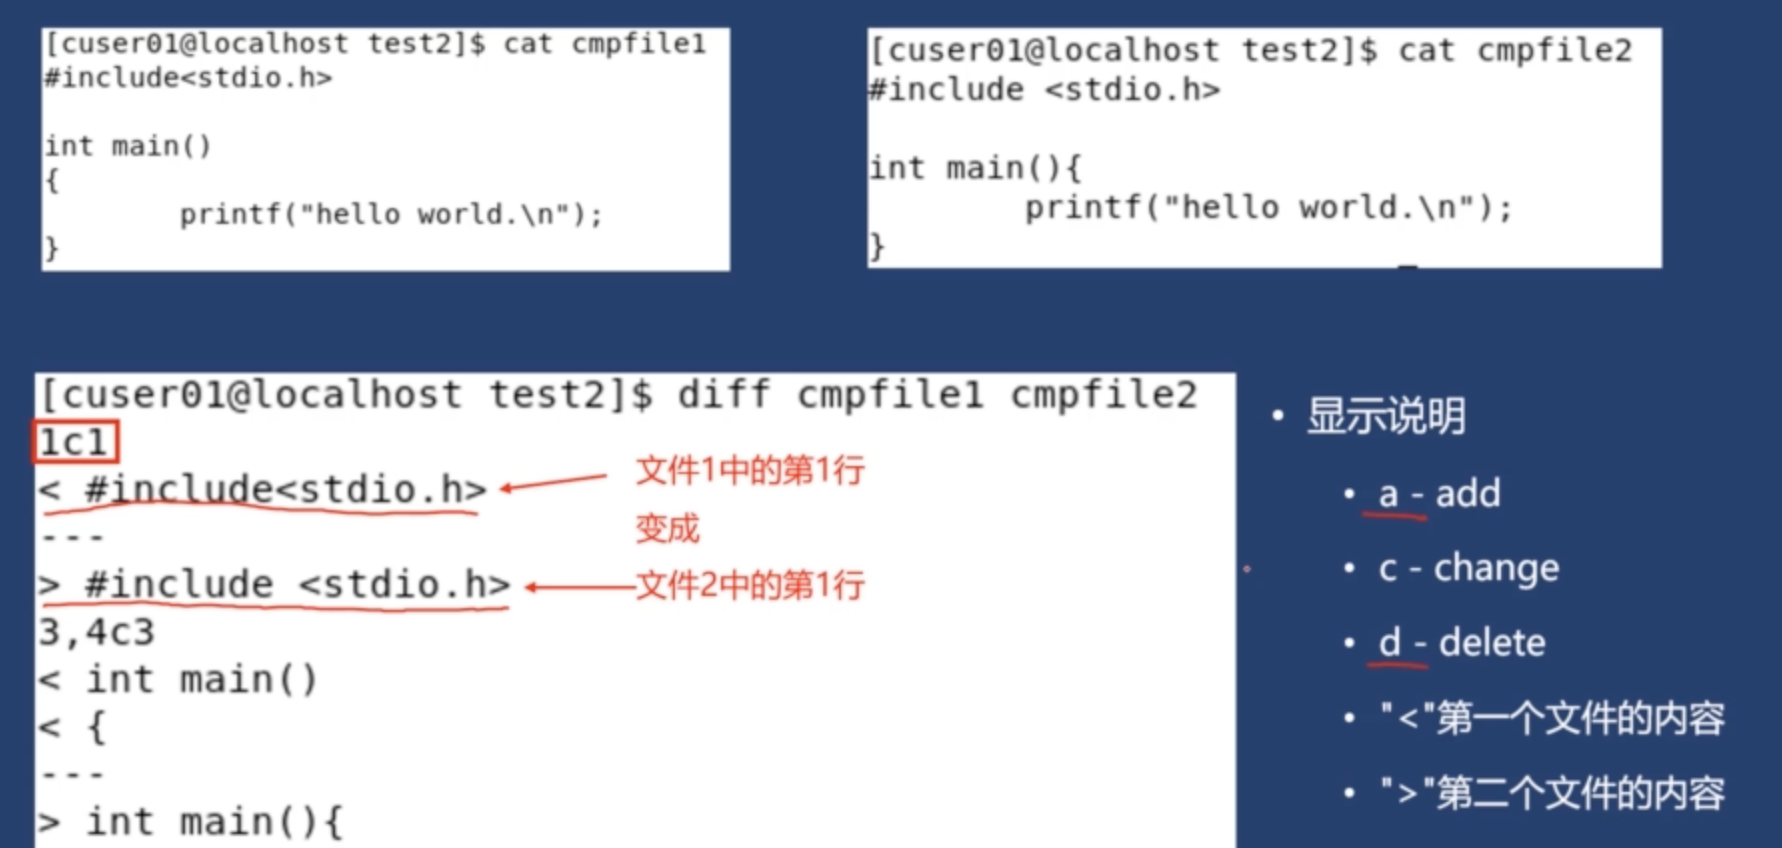 [cuser01@localhost test2]$ cat cmpfile1
#include<stdio.h>
int main()
{
printf("hello world.\n");
}
[cuser01@localhost test2]$ cat cmpfile2
#include <stdio.h>
int main(){
printf("hello world.\n");
}
[cuser01@localhost test2]$ diff cmpfile1 cmpfile2
1c1
< #include<stdio.h>
文件1中的第1行
---
变成
> #include <stdio.h>
文件2中的第1行
3,4c3
< int main()
< {
---
> int main(){
• 显示说明
• a - add
• c - change
• d - delete
• "<"第一个文件的内容
• ">"第二个文件的内容